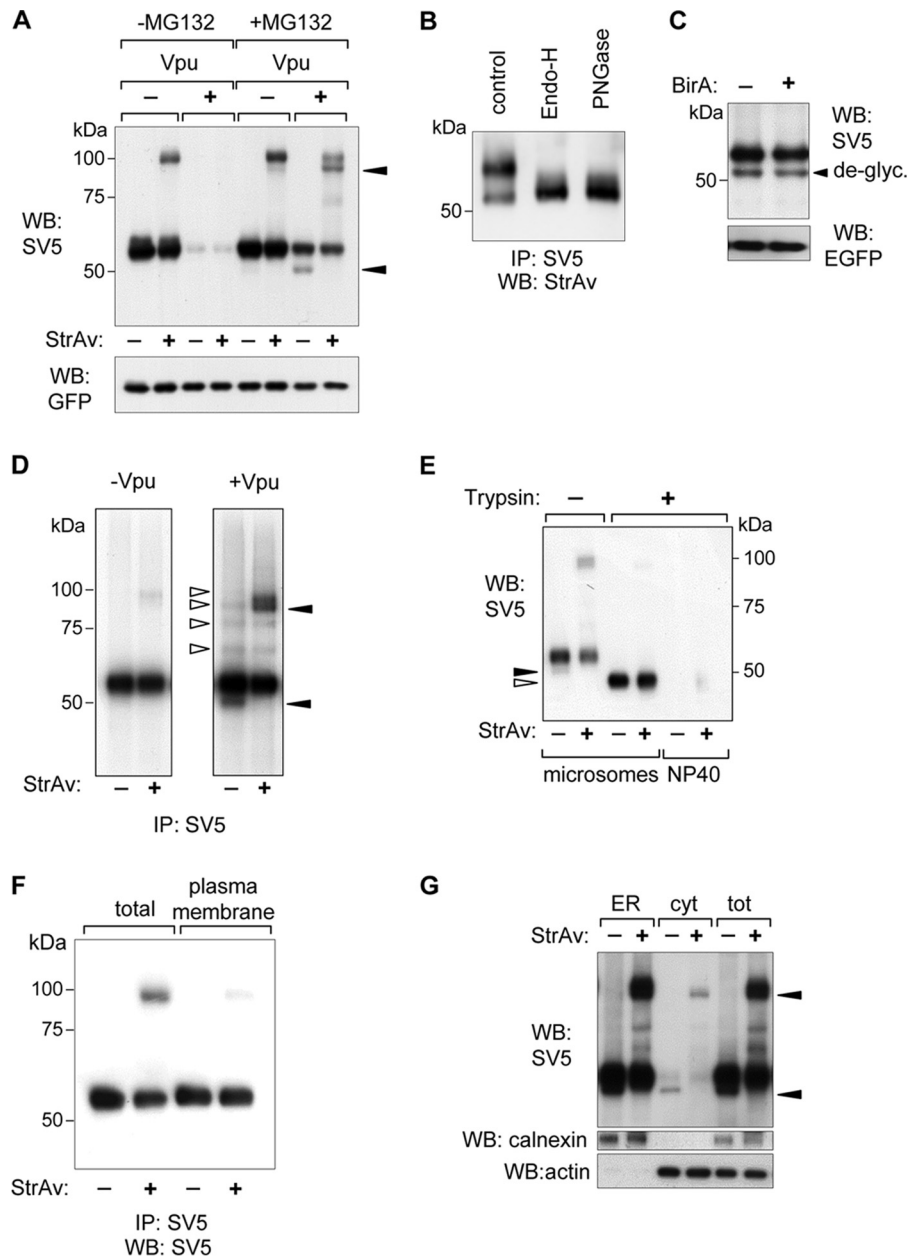 A
-MG132 +MG132
Vpu Vpu
– + – +
kDa
100
75
50
WB:
SV5
StrAv: – + – + – + – +
WB:
GFP
B
control Endo-H PNGase
kDa
50
IP: SV5
WB: StrAv
C
BirA: – +
kDa
50
WB:
SV5
de-glyc.
WB:
EGFP
D
-Vpu +Vpu
kDa
100
75
50
StrAv: – + – +
IP: SV5
E
Trypsin: – +
kDa
100
75
50
WB:
SV5
StrAv: – + – + – +
microsomes NP40
F
total plasma
membrane
kDa
100
75
50
StrAv: – + – +
IP: SV5
WB: SV5
G
ER cyt tot
StrAv: – + – + – +
WB:
SV5
WB: calnexin
WB:actin